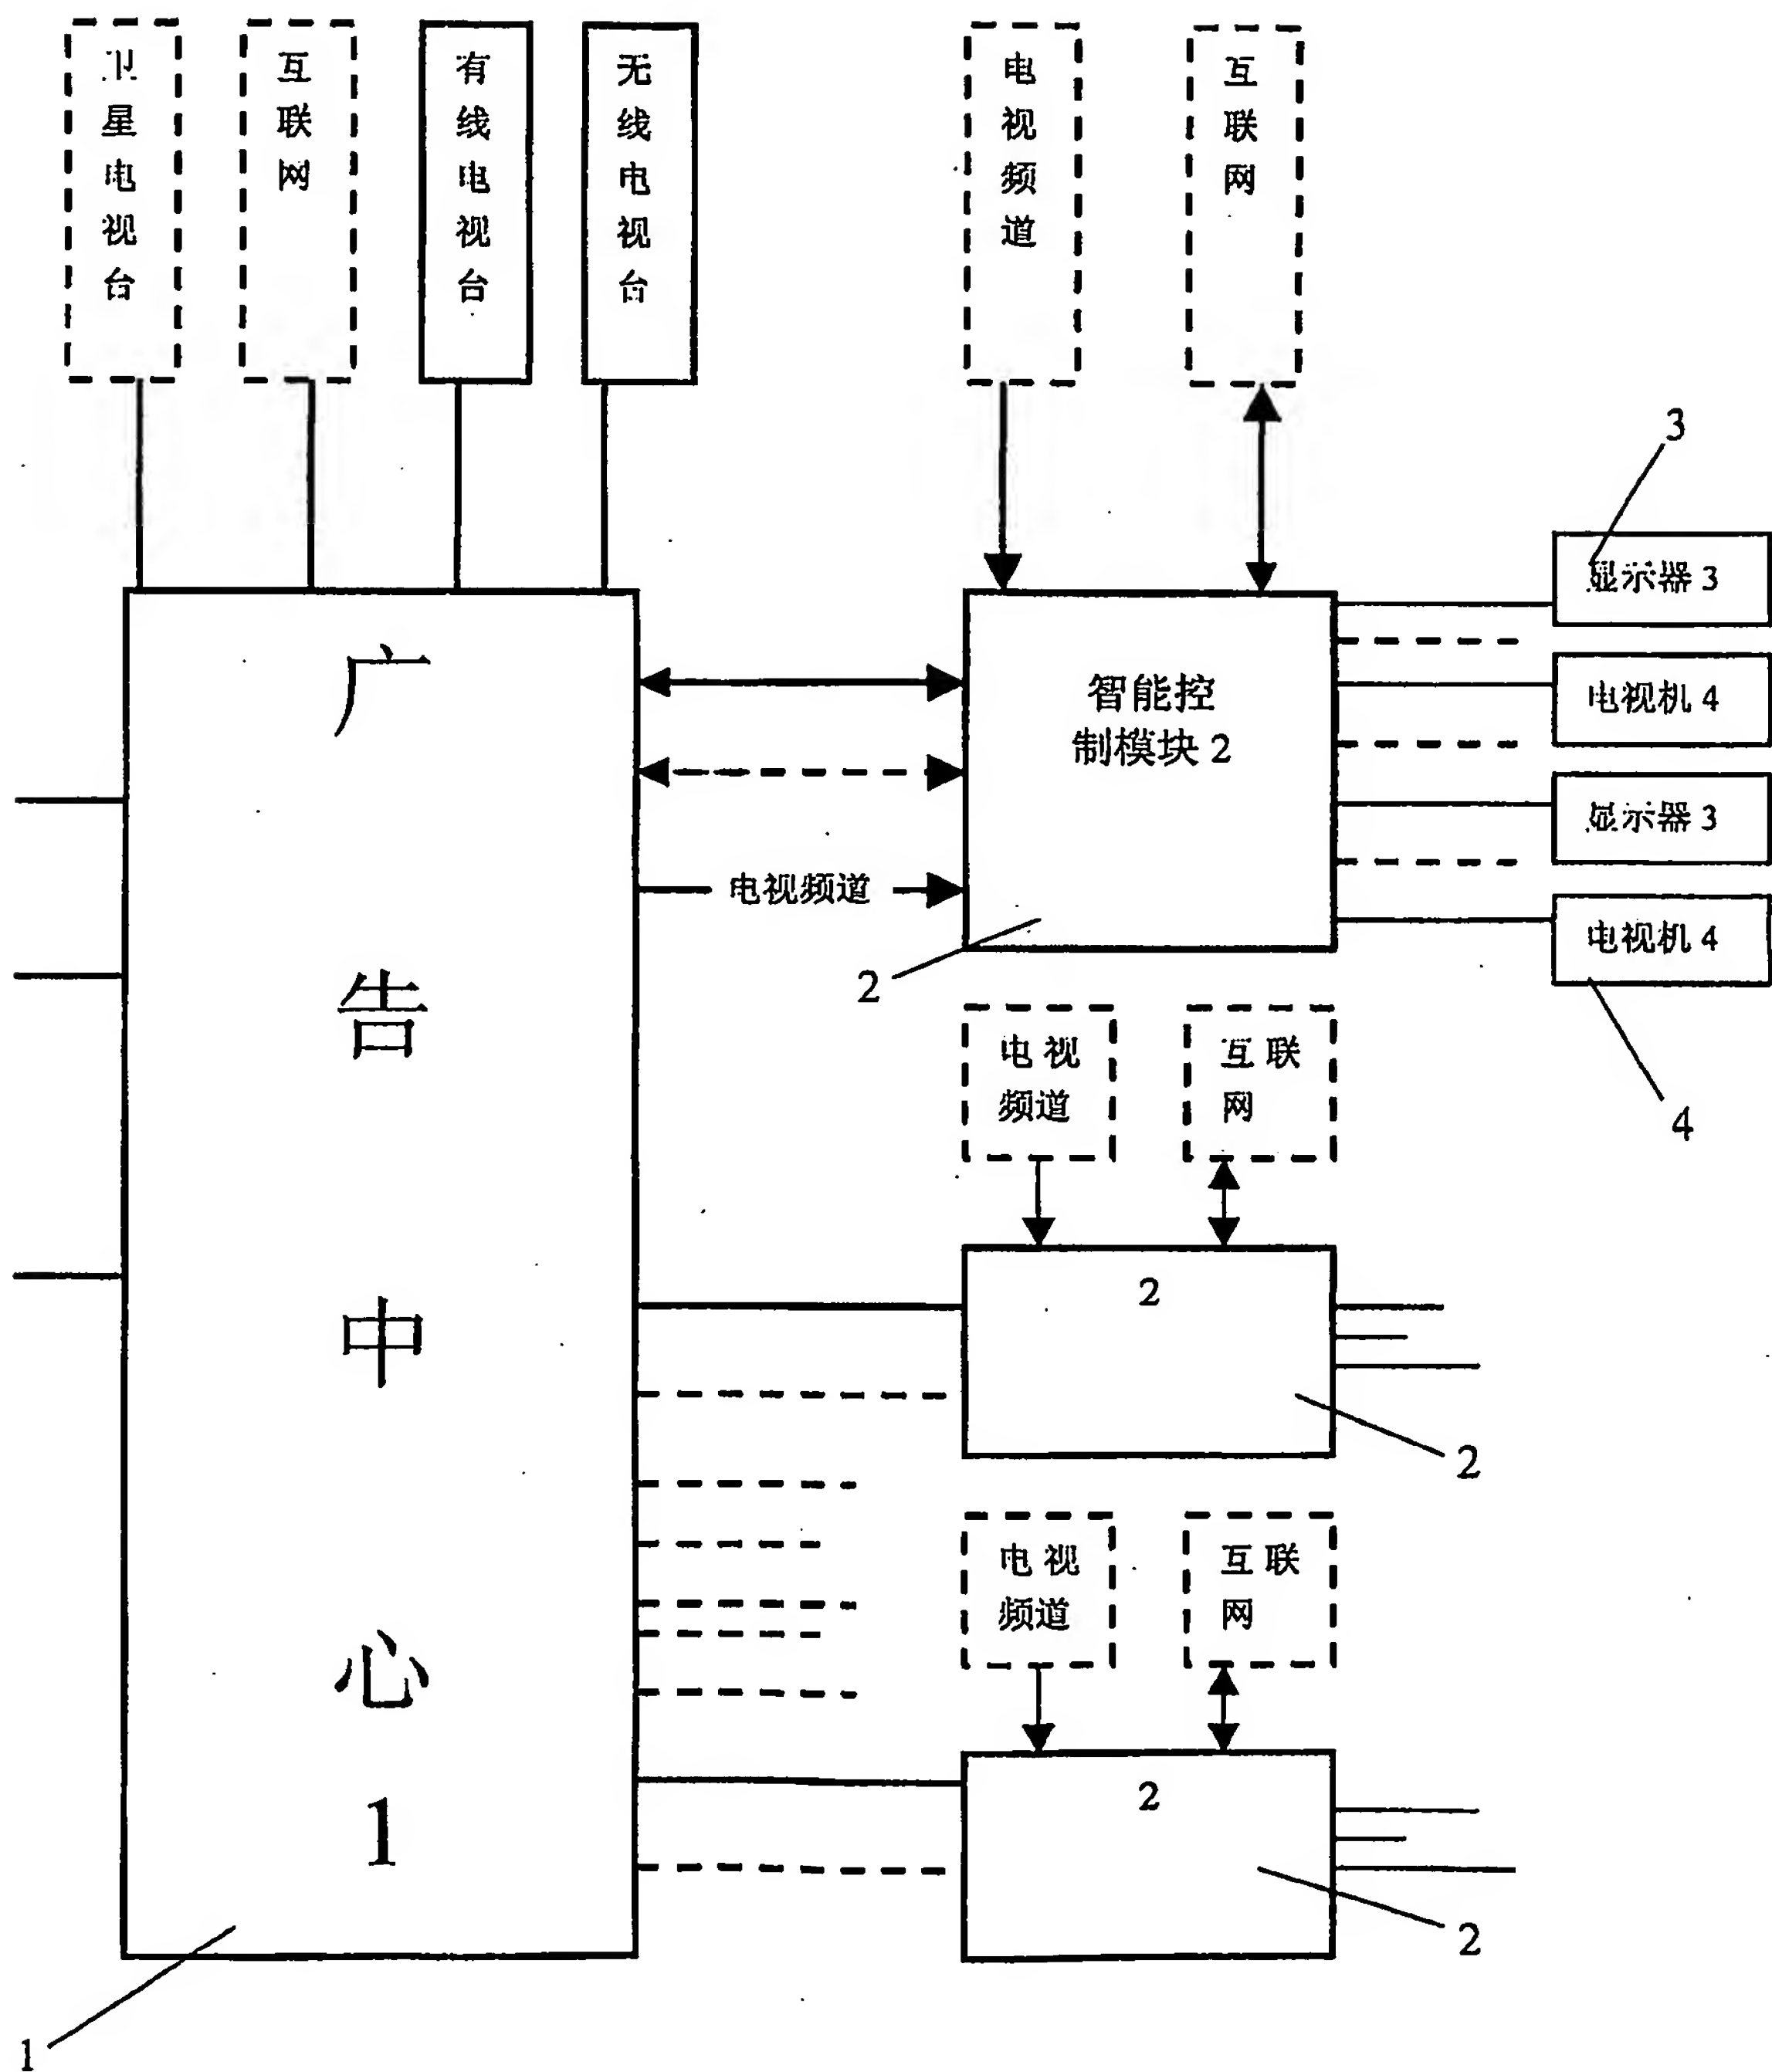 卫星电视台
互联网
有线电视台
无线电视台
电视频道
互联网
3
显示器 3
电视机 4
显示器 3
电视机 4
4
智能控
制模块 2
2
电视频道
广告中心1
1
电 视
频道
互 联
网
2
2
电 视
频道
互 联
网
2
2